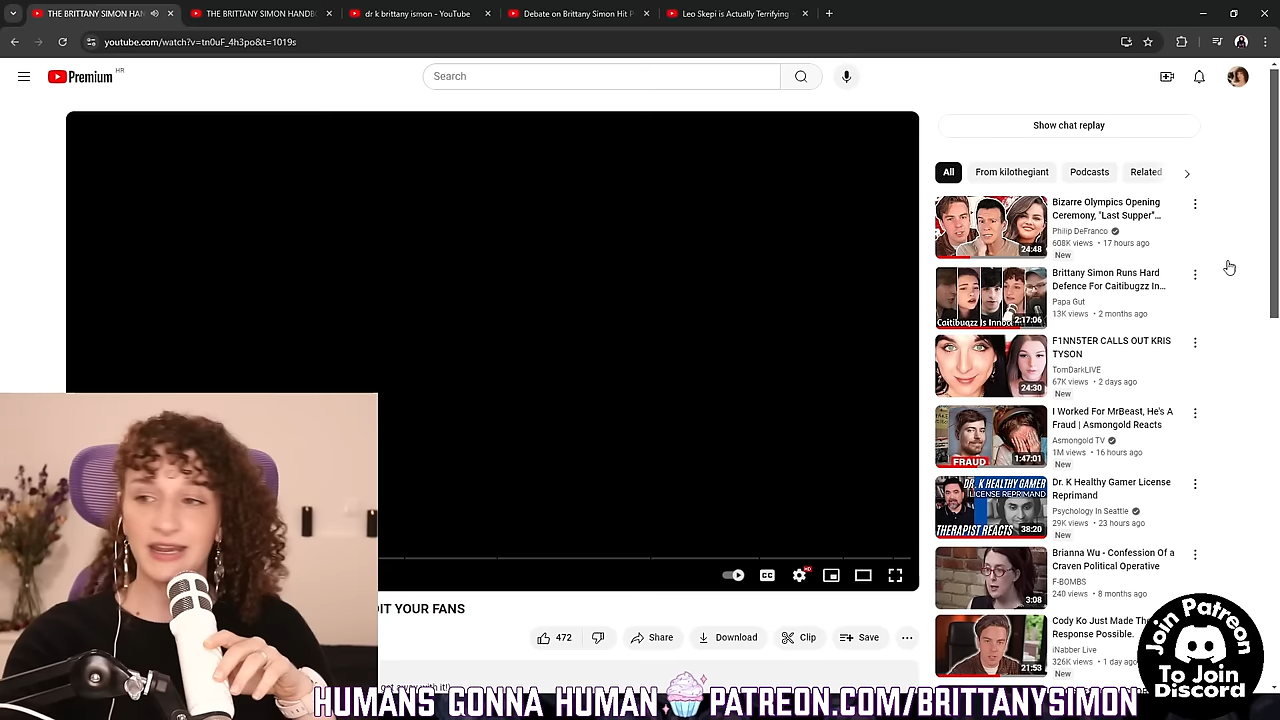 THE BRITTANY SIMON HAN
THE BRITTANY SIMON HANDBO
dr k brittany ismon - YouTube
Debate on Brittany Simon Hit P
Leo Skepi is Actually Terrifying
youtube.com/watch?v=tn0uF_4h3po&t=1019s
Premium HR
Search
Show chat replay
All
From kilothegiant
Podcasts
Related
Bizarre Olympics Opening
Ceremony, "Last Supper"...
Philip DeFranco
608K views • 17 hours ago
New
24:48
Brittany Simon Runs Hard
Defence For Caitibugzz In...
Papa Gut
13K views • 2 months ago
2:17:06
Caitibugzz Is Innoc
F1NN5TER CALLS OUT KRIS
TYSON
TomDarkLIVE
67K views • 2 days ago
New
24:30
I Worked For MrBeast, He's A
Fraud | Asmongold Reacts
Asmongold TV
1M views • 16 hours ago
New
FRAUD
1:47:01
Dr. K Healthy Gamer License
Reprimand
Psychology In Seattle
29K views • 23 hours ago
New
DR. K HEALTHY GAMER
LICENSE REPRIMAND
38:20
THERAPIST REACTS
Brianna Wu - Confession Of a
Craven Political Operative
F-BOMBS
240 views • 8 months ago
3:08
Cody Ko Just Made Th
Response Possible.
iNabber Live
326K views • 1 day ago
New
21:53
CC
HD
IT YOUR FANS
472
Share
Download
Clip
Save
Join Patreon
To Join
Discord
HUMANS GONNA HUMAN
PATREON.COM/BRITTANYSIMON